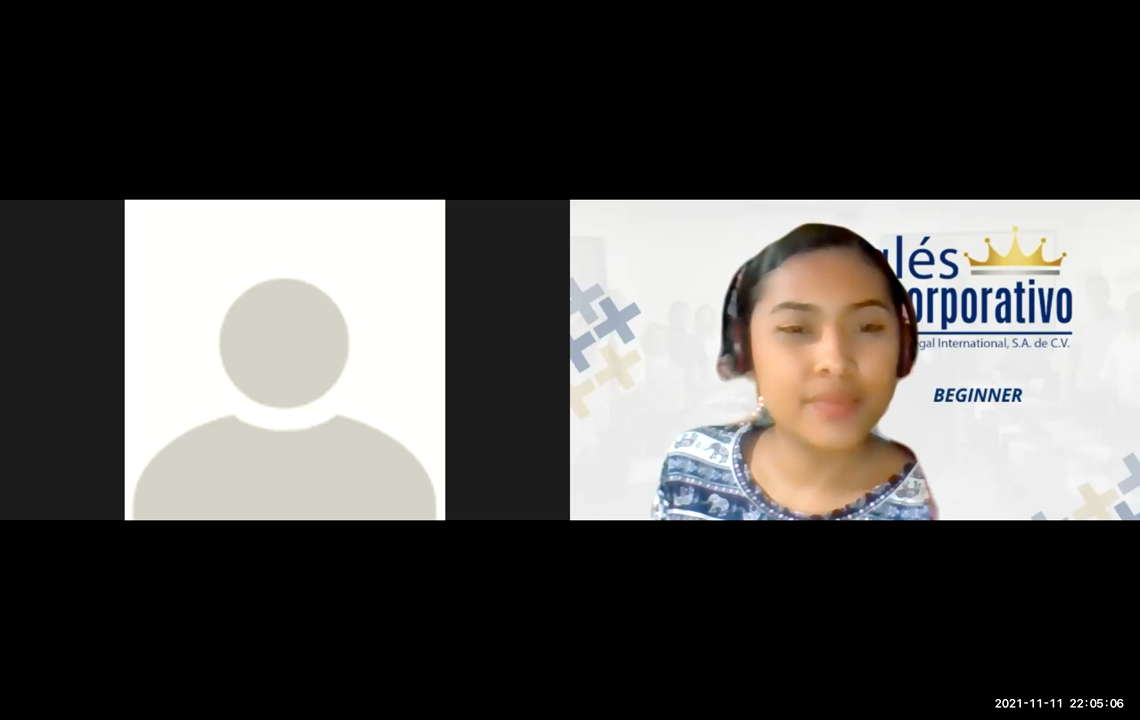 lés
orporativo
gal International, S.A. de C.V.
BEGINNER
2021-11-11 22:05:06